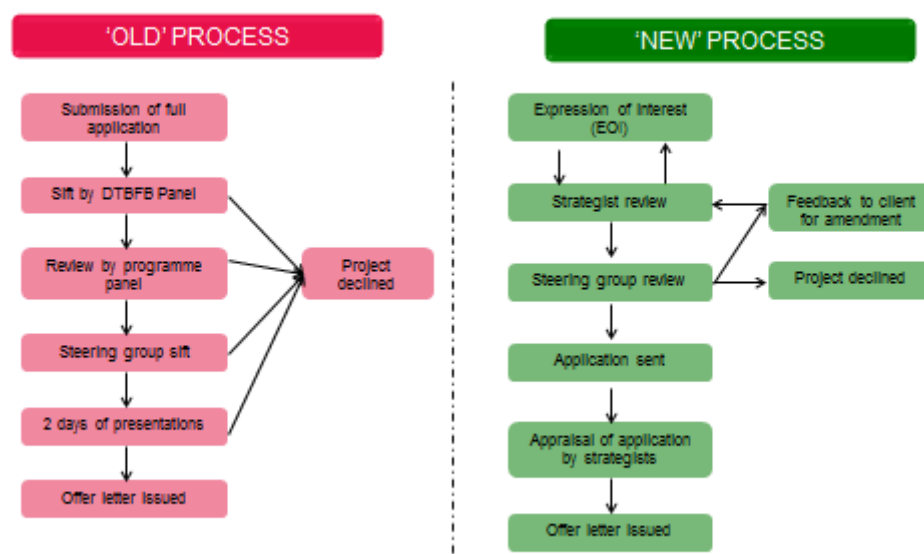 ‘OLD’ PROCESS
Submission of full
application
Sift by DTBFB Panel
Review by programme
panel
Steering group sift
2 days of presentations
Offer letter issued
Project
declined
‘NEW’ PROCESS
Expression of interest
(EOI)
Strategist review
Steering group review
Application sent
Appraisal of application
by strategists
Offer letter issued
Feedback to client
for amendment
Project declined